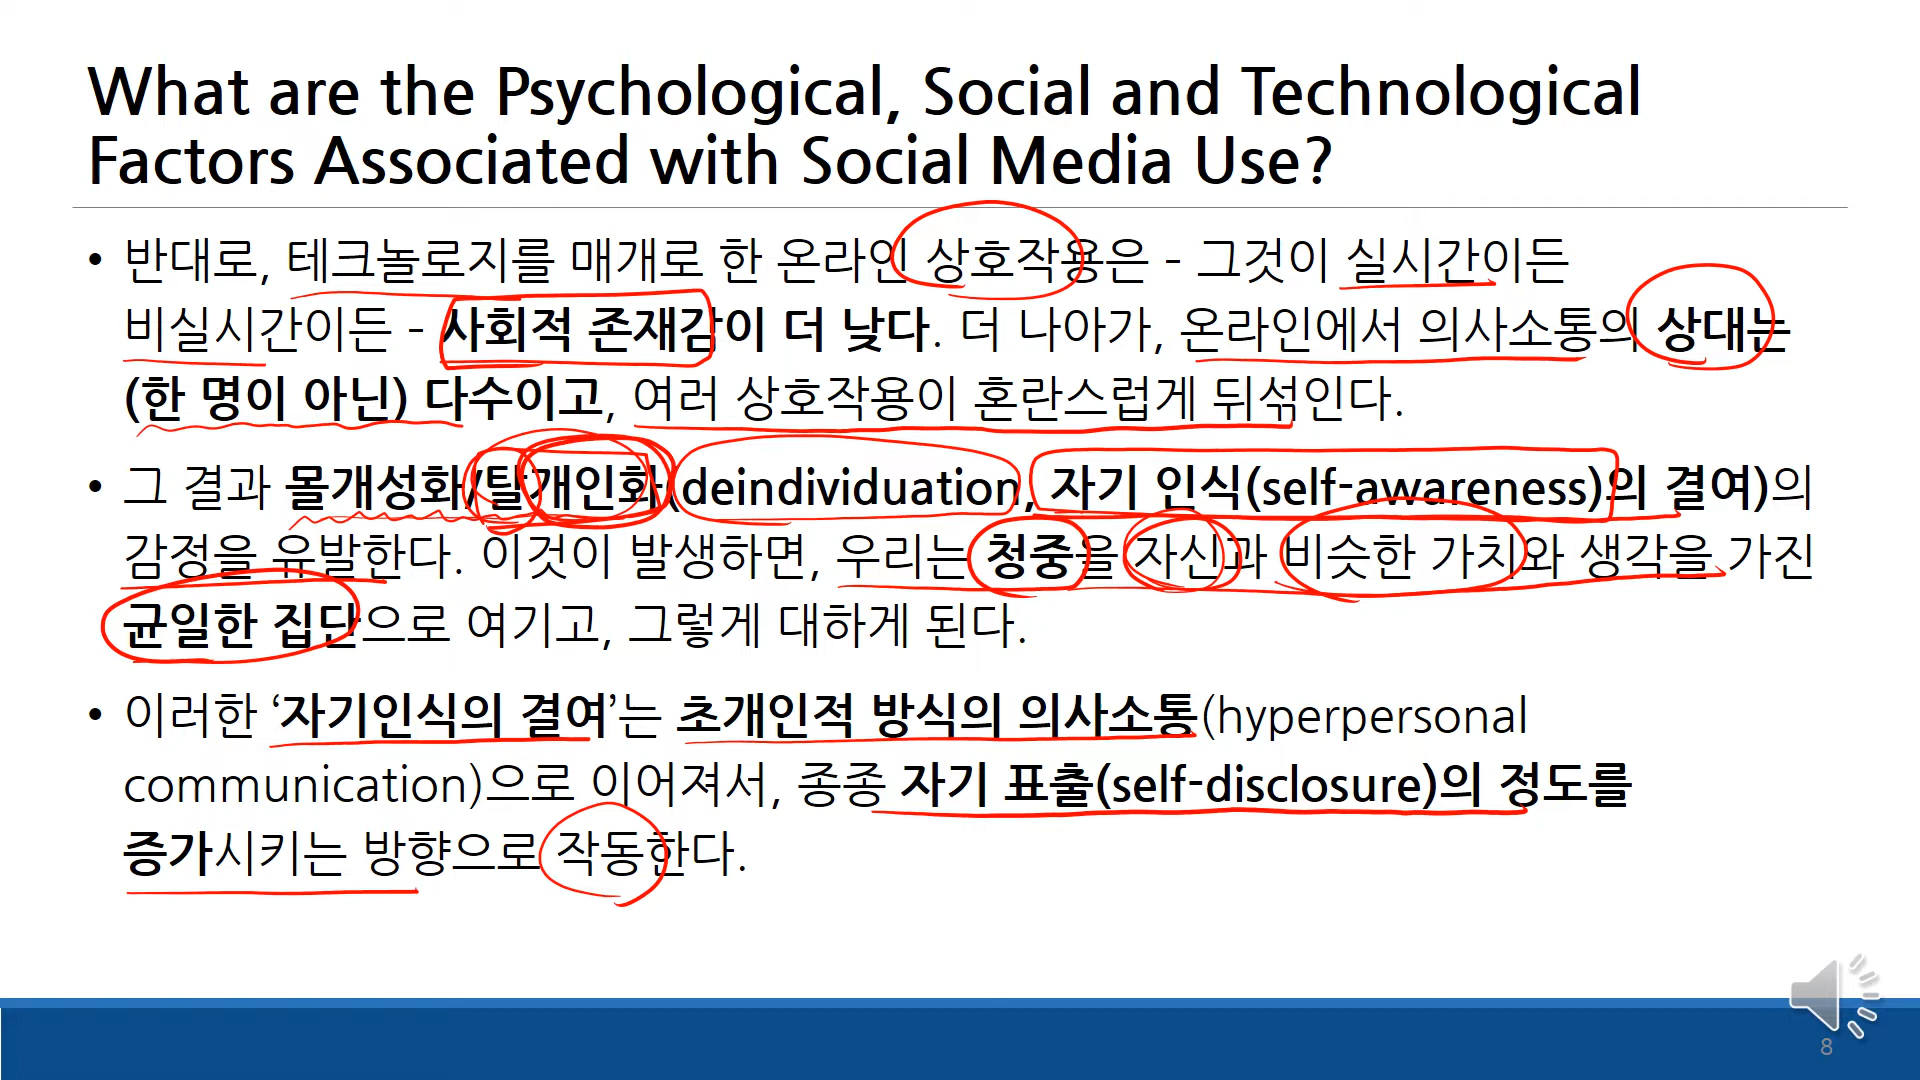 What are the Psychological, Social and Technological
Factors Associated with Social Media Use?
• 반대로, 테크놀로지를 매개로 한 온라인 상호작용은 - 그것이 실시간이든
비실시간이든 - 사회적 존재감이 더 낮다. 더 나아가, 온라인에서 의사소통의 상대는
(한 명이 아닌) 다수이고, 여러 상호작용이 혼란스럽게 뒤섞인다.
• 그 결과 몰개성화/탈개인화(deindividuation, 자기 인식(self-awareness)의 결여)의
감정을 유발한다. 이것이 발생하면, 우리는 청중을 자신과 비슷한 가치와 생각을 가진
균일한 집단으로 여기고, 그렇게 대하게 된다.
• 이러한 ‘자기인식의 결여’는 초개인적 방식의 의사소통(hyperpersonal
communication)으로 이어져서, 종종 자기 표출(self-disclosure)의 정도를
증가시키는 방향으로 작동한다.
8